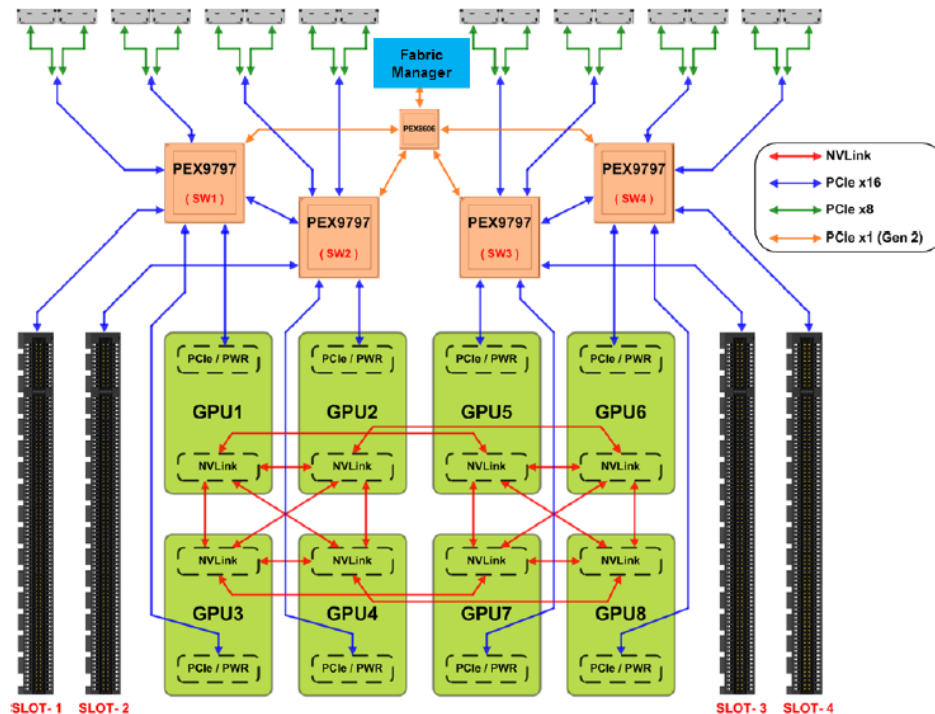 Fabric
Manager
PEX8606
PEX9797
( SW1 )
PEX9797
( SW4 )
PEX9797
( SW2 )
PEX9797
( SW3 )
NVLink
PCIe x16
PCIe x8
PCIe x1 (Gen 2)
PCIe / PWR
PCIe / PWR
PCIe / PWR
PCIe / PWR
GPU1
GPU2
GPU5
GPU6
NVLink
NVLink
NVLink
NVLink
NVLink
NVLink
NVLink
NVLink
GPU3
GPU4
GPU7
GPU8
PCIe / PWR
PCIe / PWR
PCIe / PWR
PCIe / PWR
SLOT- 1
SLOT- 2
SLOT- 3
SLOT- 4